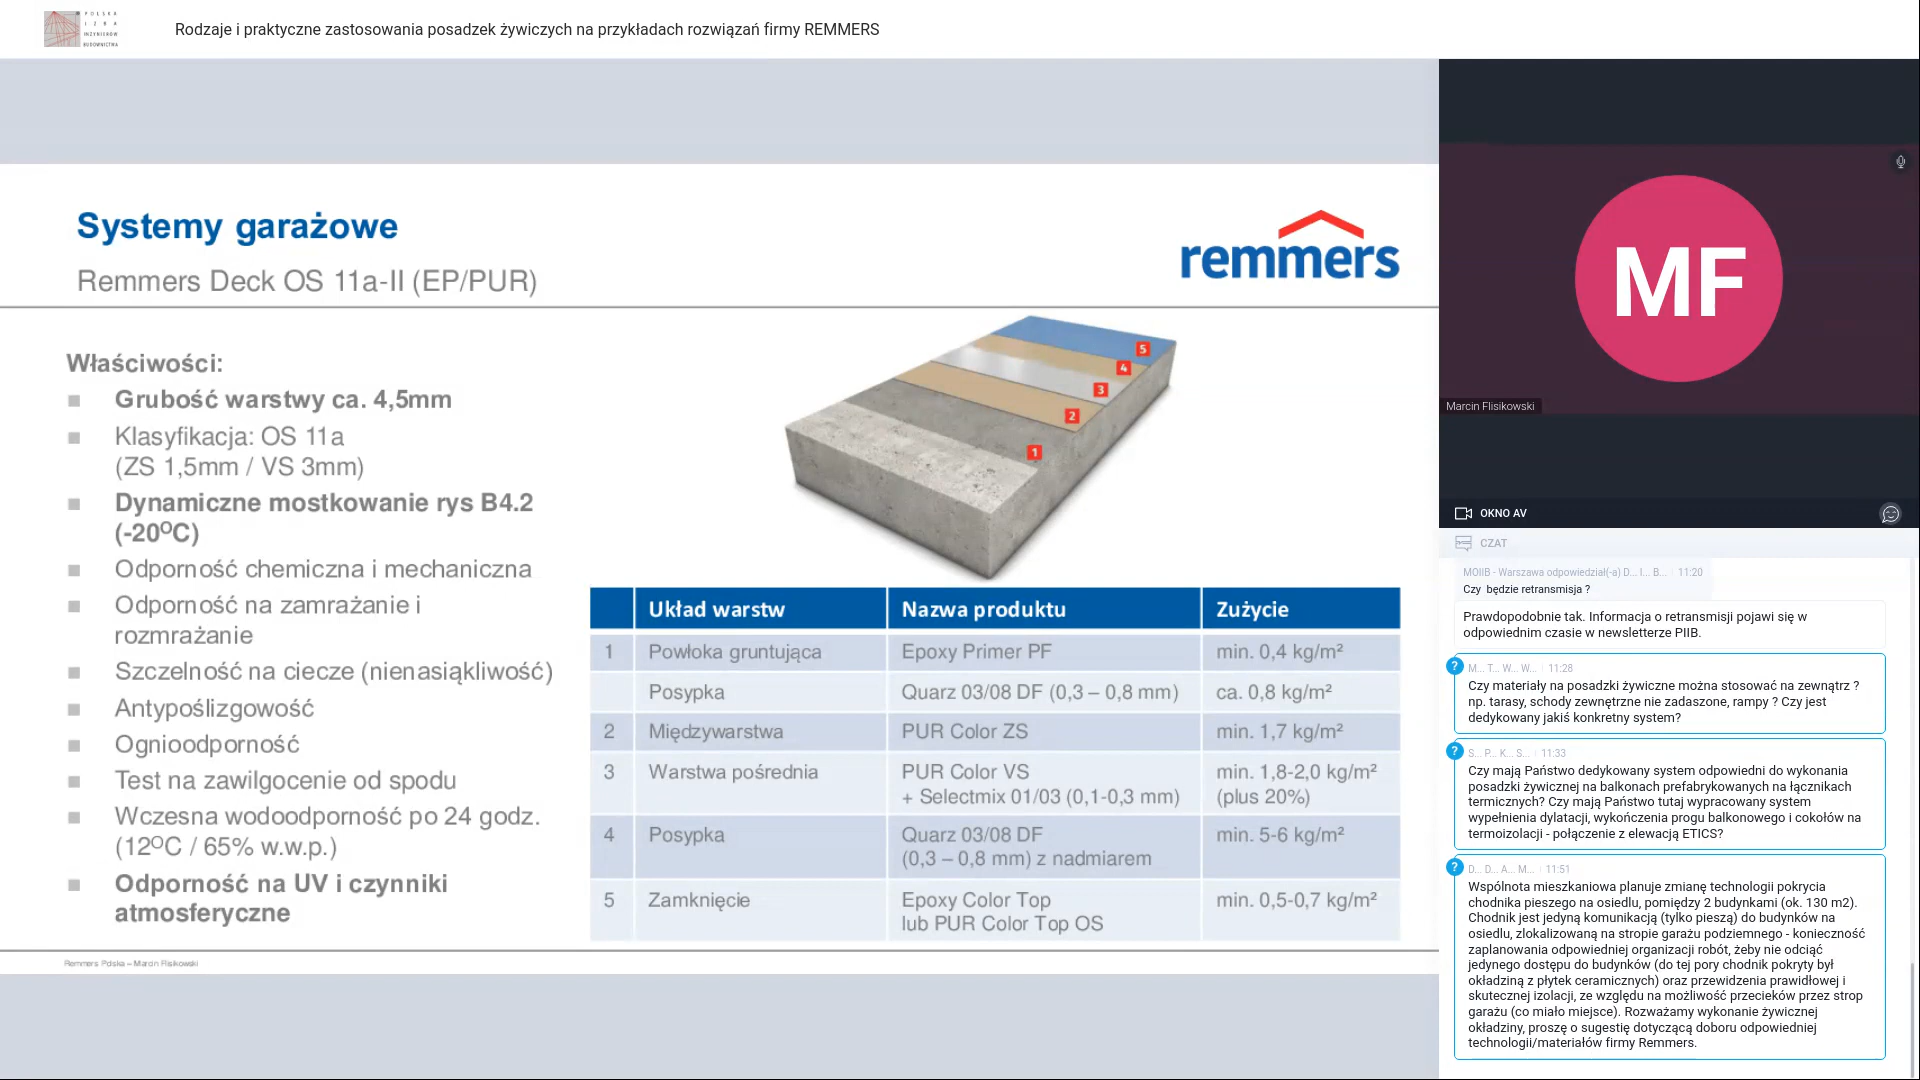 POLSKA
IZBA
INŻYNIERÓW
BUDOWNICTWA
Rodzaje i praktyczne zastosowania posadzek żywicznych na przykładach rozwiązań firmy REMMERS
Systemy garażowe
Remmers Deck OS 11a-II (EP/PUR)
remmers
Właściwości:
Grubość warstwy ca. 4,5mm
Klasyfikacja: OS 11a
(ZS 1,5mm / VS 3mm)
Dynamiczne mostkowanie rys B4.2
(-20ºC)
Odporność chemiczna i mechaniczna
Odporność na zamrażanie i
rozmrażanie
Szczelność na ciecze (nienasiąkliwość)
Antypoślizgowość
Ognioodporność
Test na zawilgocenie od spodu
Wczesna wodoodporność po 24 godz.
(12ºC / 65% w.w.p.)
Odporność na UV i czynniki
atmosferyczne
5
4
3
2
1
Układ warstw Nazwa produktu Zużycie
1 Powłoka gruntująca Epoxy Primer PF min. 0,4 kg/m²
Posypka Quarz 03/08 DF (0,3 – 0,8 mm) ca. 0,8 kg/m²
2 Międzywarstwa PUR Color ZS min. 1,7 kg/m²
3 Warstwa pośrednia PUR Color VS min. 1,8-2,0 kg/m²
+ Selectmix 01/03 (0,1-0,3 mm) (plus 20%)
4 Posypka Quarz 03/08 DF min. 5-6 kg/m²
(0,3 – 0,8 mm) z nadmiarem
5 Zamknięcie Epoxy Color Top min. 0,5-0,7 kg/m²
lub PUR Color Top OS
Remmers Polska – Marcin Flisikowski
MF
Marcin Flisikowski
OKNO AV
CZAT
MOIIB - Warszawa odpowiedział(-a) D... I... B... 11:20
Czy będzie retransmisja ?
Prawdopodobnie tak. Informacja o retransmisji pojawi się w
odpowiednim czasie w newsletterze PIIB.
? M... T... W... W... 11:28
Czy materiały na posadzki żywiczne można stosować na zewnątrz ?
np. tarasy, schody zewnętrzne nie zadaszone, rampy ? Czy jest
dedykowany jakiś konkretny system?
? S... P... K... S... 11:33
Czy mają Państwo dedykowany system odpowiedni do wykonania
posadzki żywicznej na balkonach prefabrykowanych na łącznikach
termicznych? Czy mają Państwo tutaj wypracowany system
wypełnienia dylatacji, wykończenia progu balkonowego i cokołów na
termoizolacji - połączenie z elewacją ETICS?
? D... D... A... M... 11:51
Wspólnota mieszkaniowa planuje zmianę technologii pokrycia
chodnika pieszego na osiedlu, pomiędzy 2 budynkami (ok. 130 m2).
Chodnik jest jedyną komunikacją (tylko pieszą) do budynków na
osiedlu, zlokalizowaną na stropie garażu podziemnego - konieczność
zaplanowania odpowiedniej organizacji robót, żeby nie odciąć
jedynego dostępu do budynków (do tej pory chodnik pokryty był
okładziną z płytek ceramicznych) oraz przewidzenia prawidłowej i
skutecznej izolacji, ze względu na możliwość przecieków przez strop
garażu (co miało miejsce). Rozważamy wykonanie żywicznej
okładziny, proszę o sugestię dotyczącą doboru odpowiedniej
technologii/materiałów firmy Remmers.